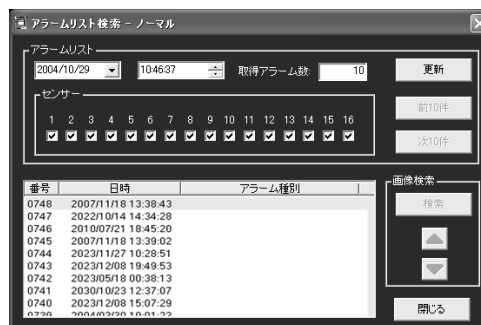 アラームリスト検索 - ノーマル
アラームリスト
2004/10/29 10:46:37 取得アラーム数: 10 更新
センサー
前10件
1 2 3 4 5 6 7 8 9 10 11 12 13 14 15 16
次10件
画像検索
番号 日時 アラーム種別
検索
0748 2007/11/18 13:38:43
0747 2022/10/14 14:34:28
0746 2010/07/21 18:45:20
0745 2007/11/18 13:39:02
0744 2023/11/27 10:28:51
0743 2023/12/08 19:49:53
0742 2023/05/18 00:38:13
0741 2030/10/23 12:37:07
0740 2023/12/08 15:07:29
閉じる